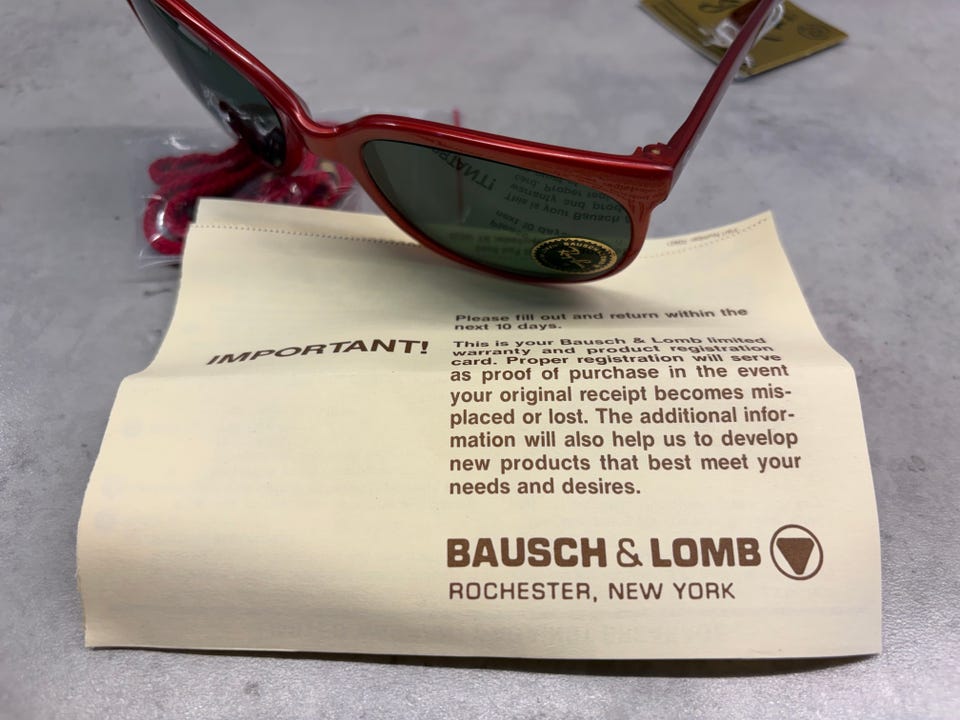 BAUSCH
Ray-Ban
IMPORTANT!
Please fill out and return within the
next 10 days.
This is your Bausch & Lomb limited
warranty and product registration
card. Proper registration will serve
as proof of purchase in the event
your original receipt becomes mis-
placed or lost. The additional infor-
mation will also help us to develop
new products that best meet your
needs and desires.
BAUSCH & LOMB
ROCHESTER, NEW YORK